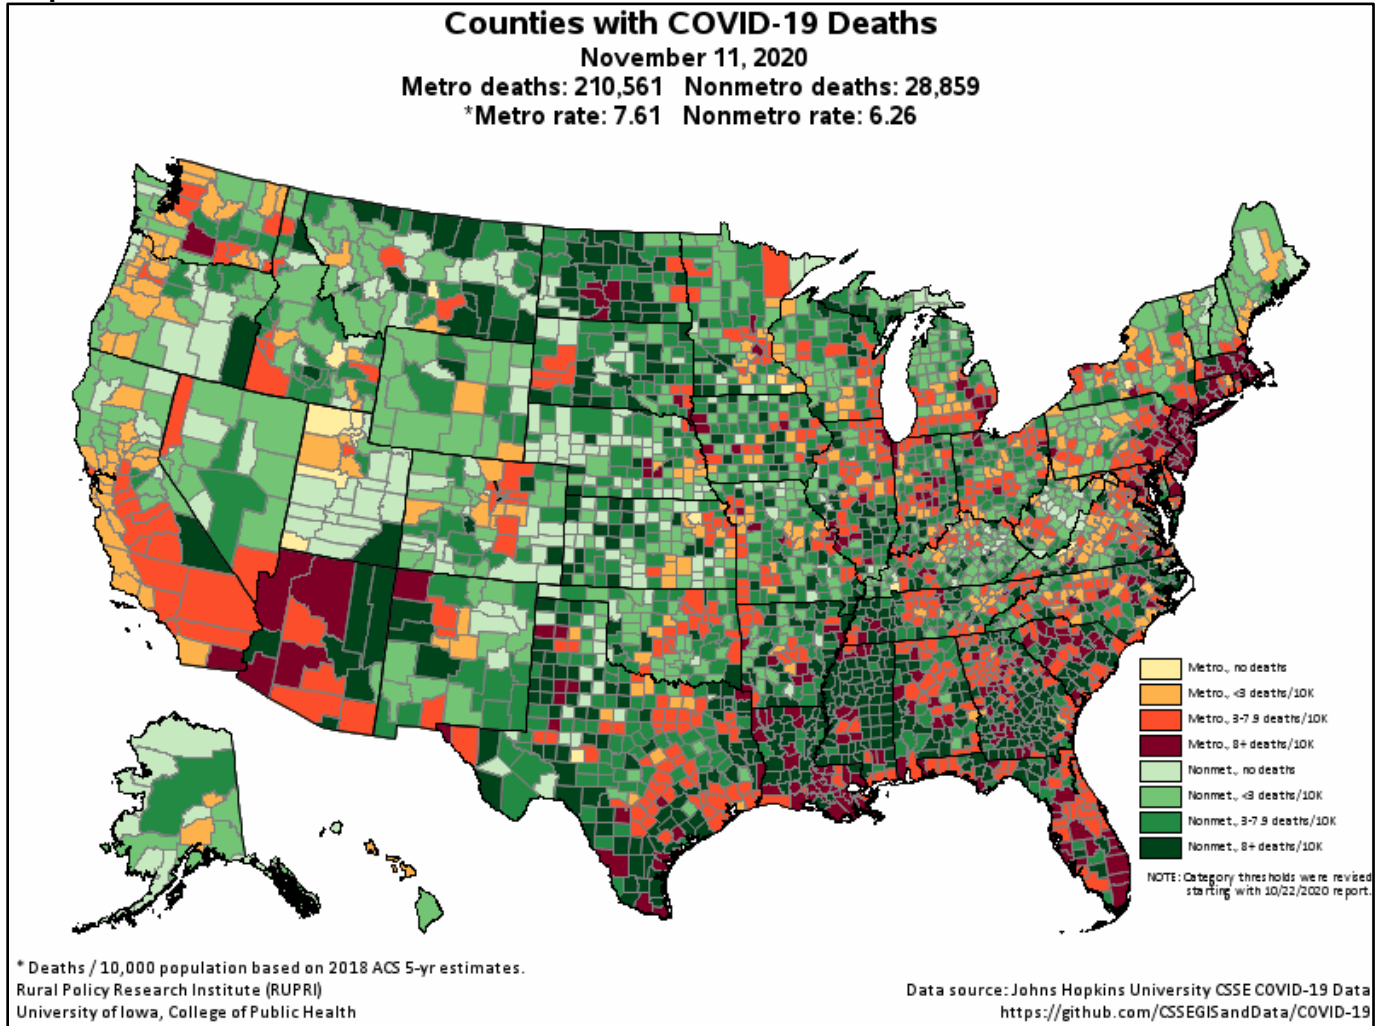 Counties with COVID-19 Deaths
November 11, 2020
Metro deaths: 210,561 Nonmetro deaths: 28,859
*Metro rate: 7.61 Nonmetro rate: 6.26
Metro., no deaths
Metro., <3 deaths/10K
Metro., 3-7.9 deaths/10K
Metro., 8+ deaths/10K
Nonmet., no deaths
Nonmet., <3 deaths/10K
Nonmet., 3-7.9 deaths/10K
Nonmet., 8+ deaths/10K
NOTE: Category thresholds were revised
starting with 10/22/2020 report.
* Deaths / 10,000 population based on 2018 ACS 5-yr estimates.
Rural Policy Research Institute (RUPRI)
University of Iowa, College of Public Health
Data source: Johns Hopkins University CSSE COVID-19 Data
https://github.com/CSSEGISandData/COVID-19